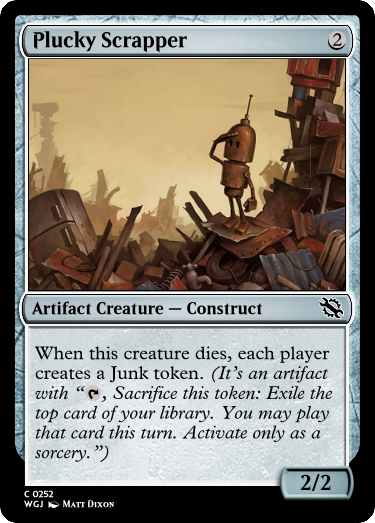 Plucky Scrapper 2
Artifact Creature — Construct
When this creature dies, each player
creates a Junk token. (It's an artifact
with “, Sacrifice this token: Exile the
top card of your library. You may play
that card this turn. Activate only as a
sorcery.”)
2/2
C 0252
WGJ Matt Dixon